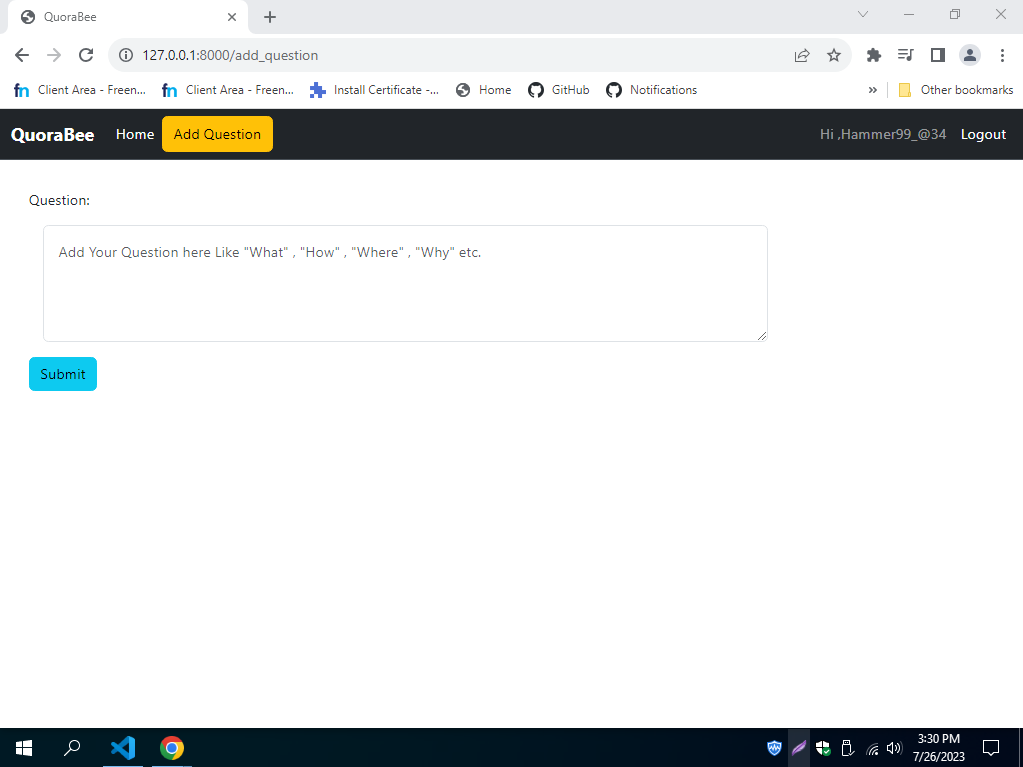 QuoraBee
127.0.0.1:8000/add_question
Client Area - Freen... Client Area - Freen... Install Certificate -... Home GitHub Notifications » Other bookmarks
QuoraBee Home Add Question Hi ,Hammer99_@34 Logout
Question:
Add Your Question here Like "What" , "How" , "Where" , "Why" etc.
Submit
3:30 PM
7/26/2023